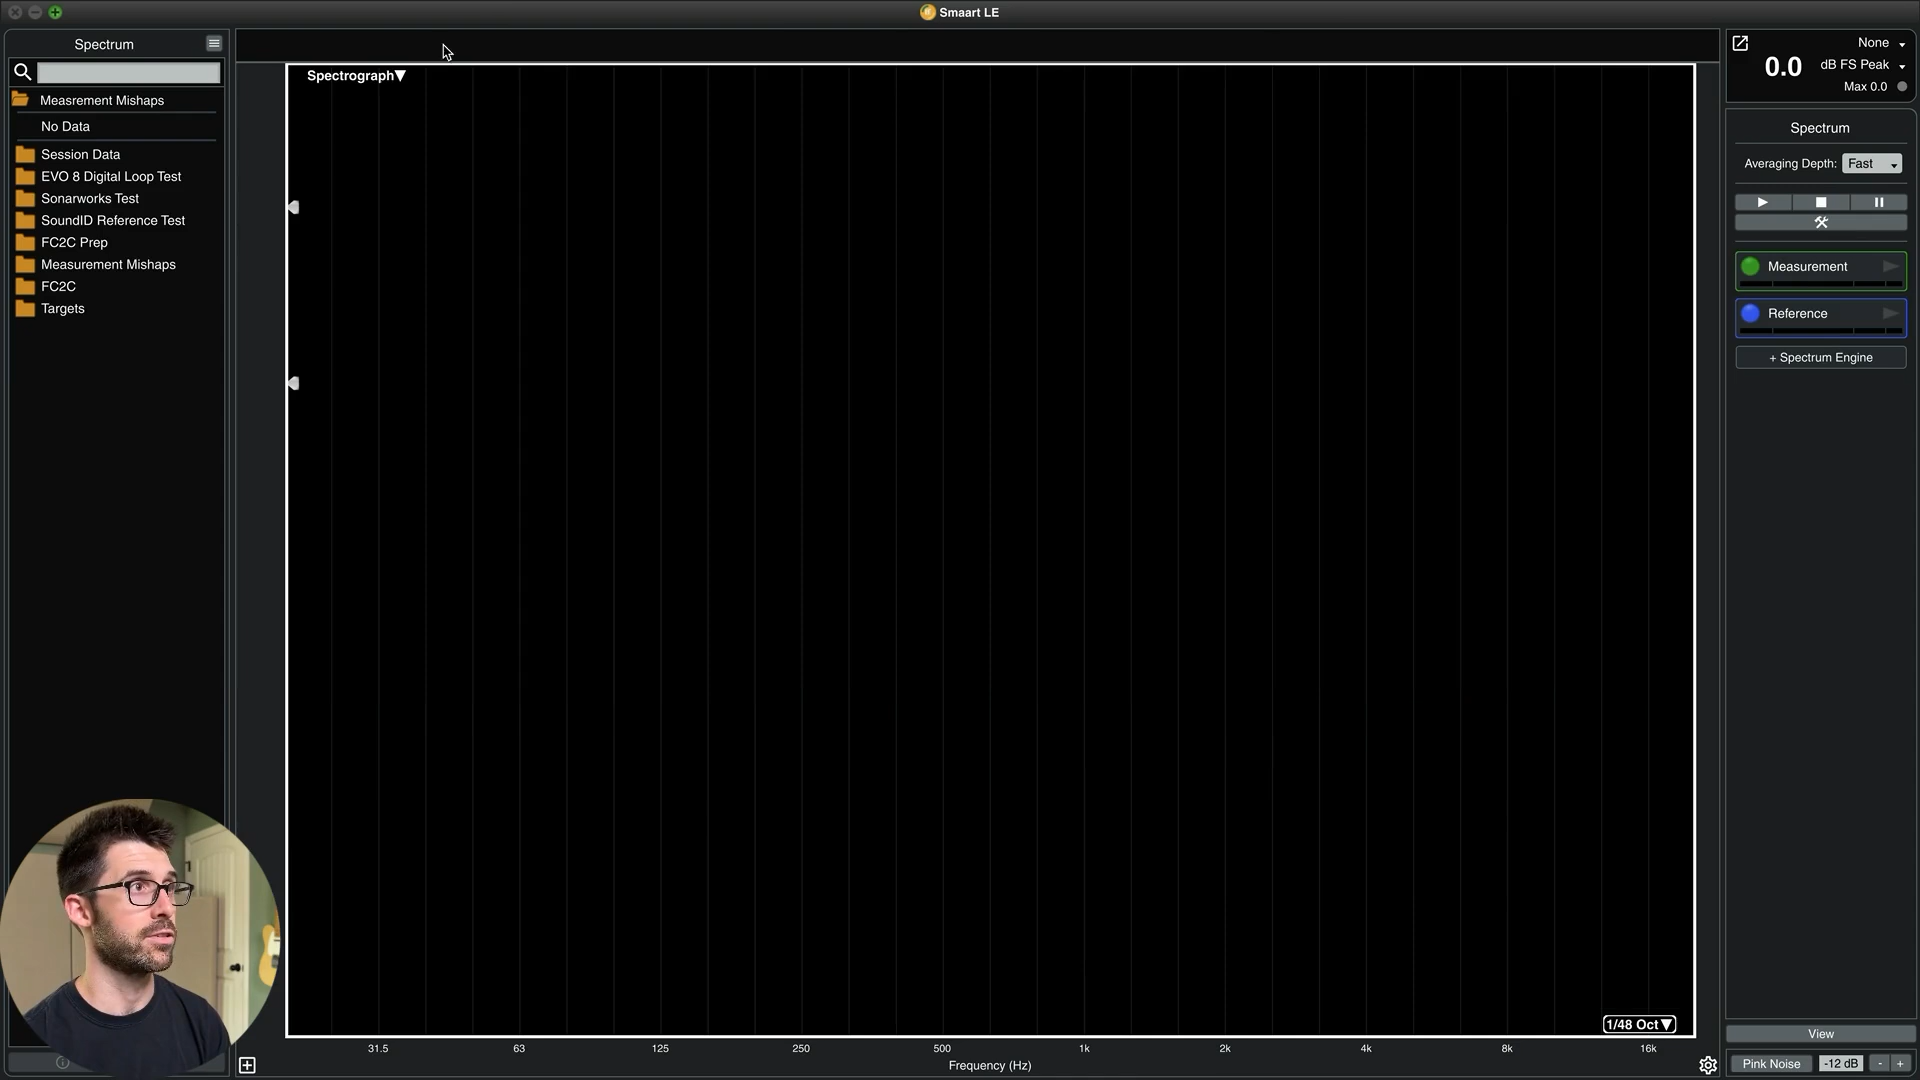 Smaart LE
Spectrum
Measrement Mishaps
No Data
Session Data
EVO 8 Digital Loop Test
Sonarworks Test
SoundID Reference Test
FC2C Prep
Measurement Mishaps
FC2C
Targets
Spectrograph▼
1/48 Oct▼
31.5 63 125 250 500 1k 2k 4k 8k 16k
Frequency (Hz)
None
0.0 dB FS Peak
Max 0.0
Spectrum
Averaging Depth: Fast
Measurement
Reference
+ Spectrum Engine
View
Pink Noise -12 dB - +